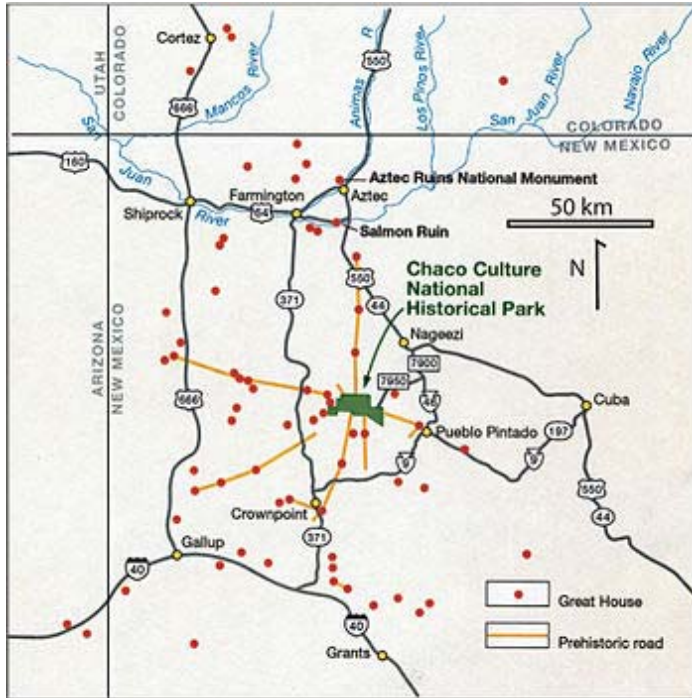 Cortez
UTAH
COLORADO
666
Mancos River
Animas R
550
Los Pinos River
San Juan River
Navajo River
San
Juan
River
COLORADO
NEW MEXICO
160
Aztec Ruins National Monument
Farmington
Aztec
Shiprock
64
Salmon Ruin
50 km
N
550
44
371
Chaco Culture
National
Historical Park
Nageezi
7900
7950
46
ARIZONA
NEW MEXICO
666
Cuba
Pueblo Pintado
197
9
9
550
44
Crownpoint
371
Gallup
40
40
Grants
Great House
Prehistoric road